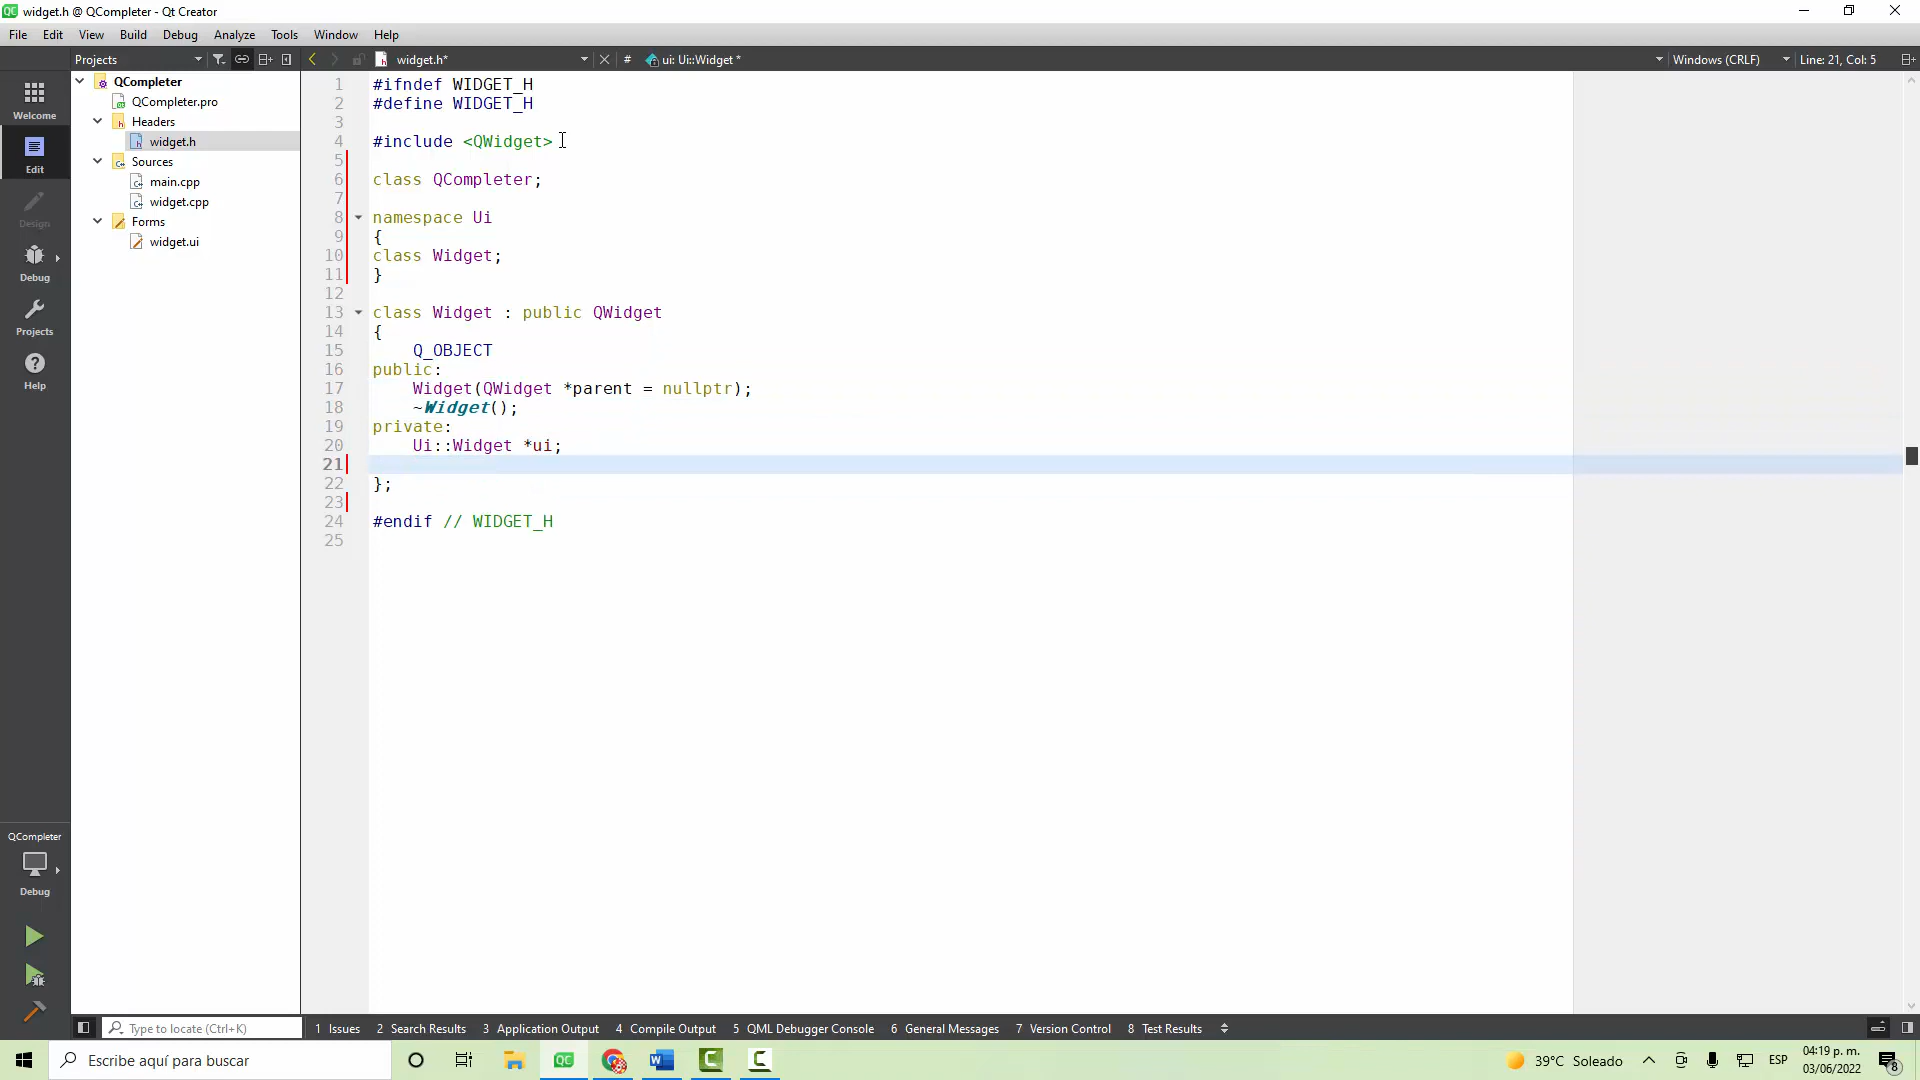 widget.h @ QCompleter - Qt Creator
File Edit View Build Debug Analyze Tools Window Help
Projects
widget.h*
# ui: Ui::Widget *
Windows (CRLF)
Line: 21, Col: 5
Welcome
Edit
Design
Debug
Projects
Help
QCompleter
QCompleter.pro
Headers
widget.h
Sources
main.cpp
widget.cpp
Forms
widget.ui
1 #ifndef WIDGET_H
2 #define WIDGET_H
3
4 #include <QWidget>
5
6 class QCompleter;
7
8 namespace Ui
9 {
10 class Widget;
11 }
12
13 class Widget : public QWidget
14 {
15 Q_OBJECT
16 public:
17 Widget(QWidget *parent = nullptr);
18 ~Widget();
19 private:
20 Ui::Widget *ui;
21
22 };
23
24 #endif // WIDGET_H
25
QCompleter
Debug
Type to locate (Ctrl+K)
1 Issues 2 Search Results 3 Application Output 4 Compile Output 5 QML Debugger Console 6 General Messages 7 Version Control 8 Test Results
Escribe aquí para buscar
39°C Soleado
ESP
04:19 p. m.
03/06/2022
8